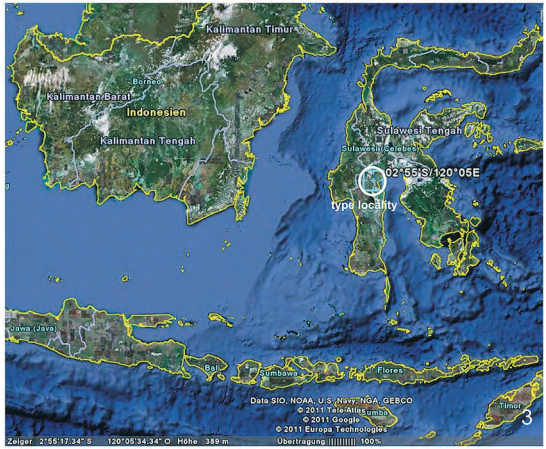 Kalimantan Timur
Borneo
Kalimantan Barat
Indonesien
Kalimantan Tengah
Sulawesi Tengah
Sulawesi (Celebes)
02°55'S/120°05E
type locality
g
Jawa (Java)
Bali
Sumbawa
Flores
Data SIO, NOAA, U.S. Navy, NGA, GEBCO
© 2011 Tele Atlas
Sumba
Timor
© 2011 Google
3
© 2011 Europa Technologies
Zeiger 2°55'17.34" S 120°05'34.34" O Höhe 389 m Übertragung |||||||||| 100%